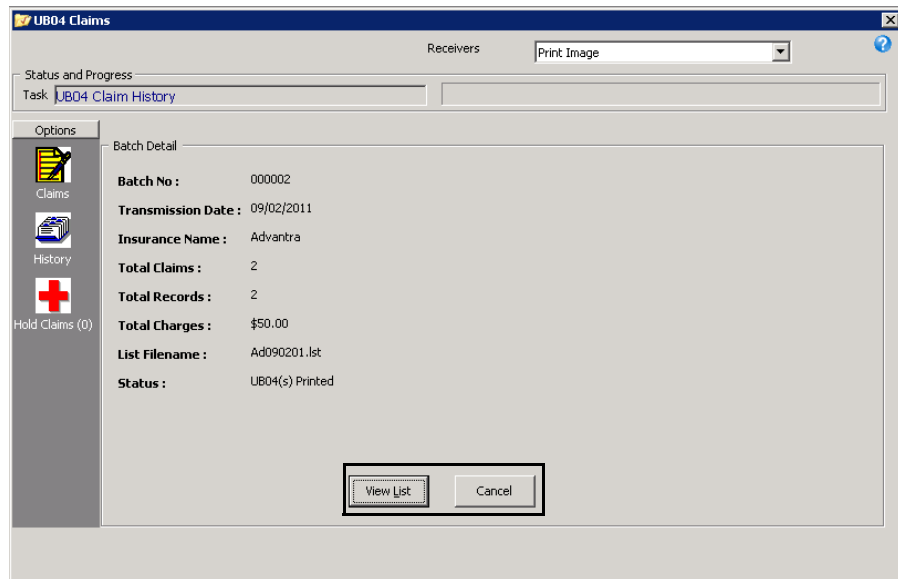 UB04 Claims
Receivers
Print Image
Status and Progress
Task UB04 Claim History
Options
Claims
History
Hold Claims (0)
Batch Detail
Batch No : 000002
Transmission Date : 09/02/2011
Insurance Name : Advantra
Total Claims : 2
Total Records : 2
Total Charges : $50.00
List Filename : Ad090201.lst
Status : UB04(s) Printed
View List
Cancel